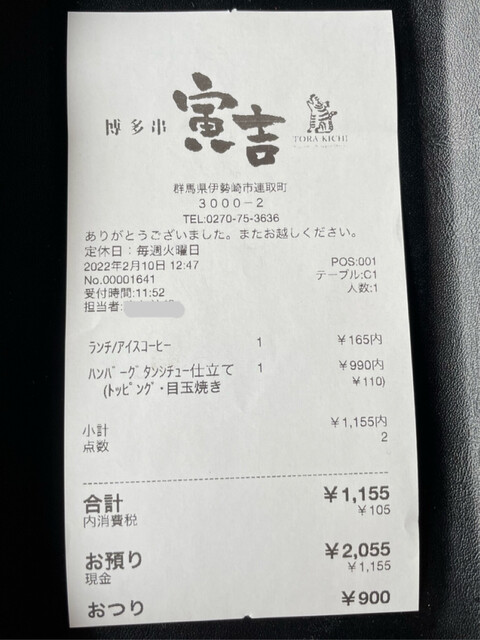 博多串 寅吉
TORA KICHI
群馬県伊勢崎市連取町
3000-2
TEL:0270-75-3636
ありがとうございました。またお越しください。
定休日:毎週火曜日
2022年2月10日 12:47 POS:001
No.00001641 テーブル:C1
受付時間:11:52 人数:1
担当者:
ランチ/アイスコーヒー 1 ¥165内
ハンバーグタンシチュー仕立て 1 ¥990内
(トッピング・目玉焼き ¥110)
小計 ¥1,155内
点数 2
合計 ¥1,155
内消費税 ¥105
お預り ¥2,055
現金 ¥1,155
おつり ¥900